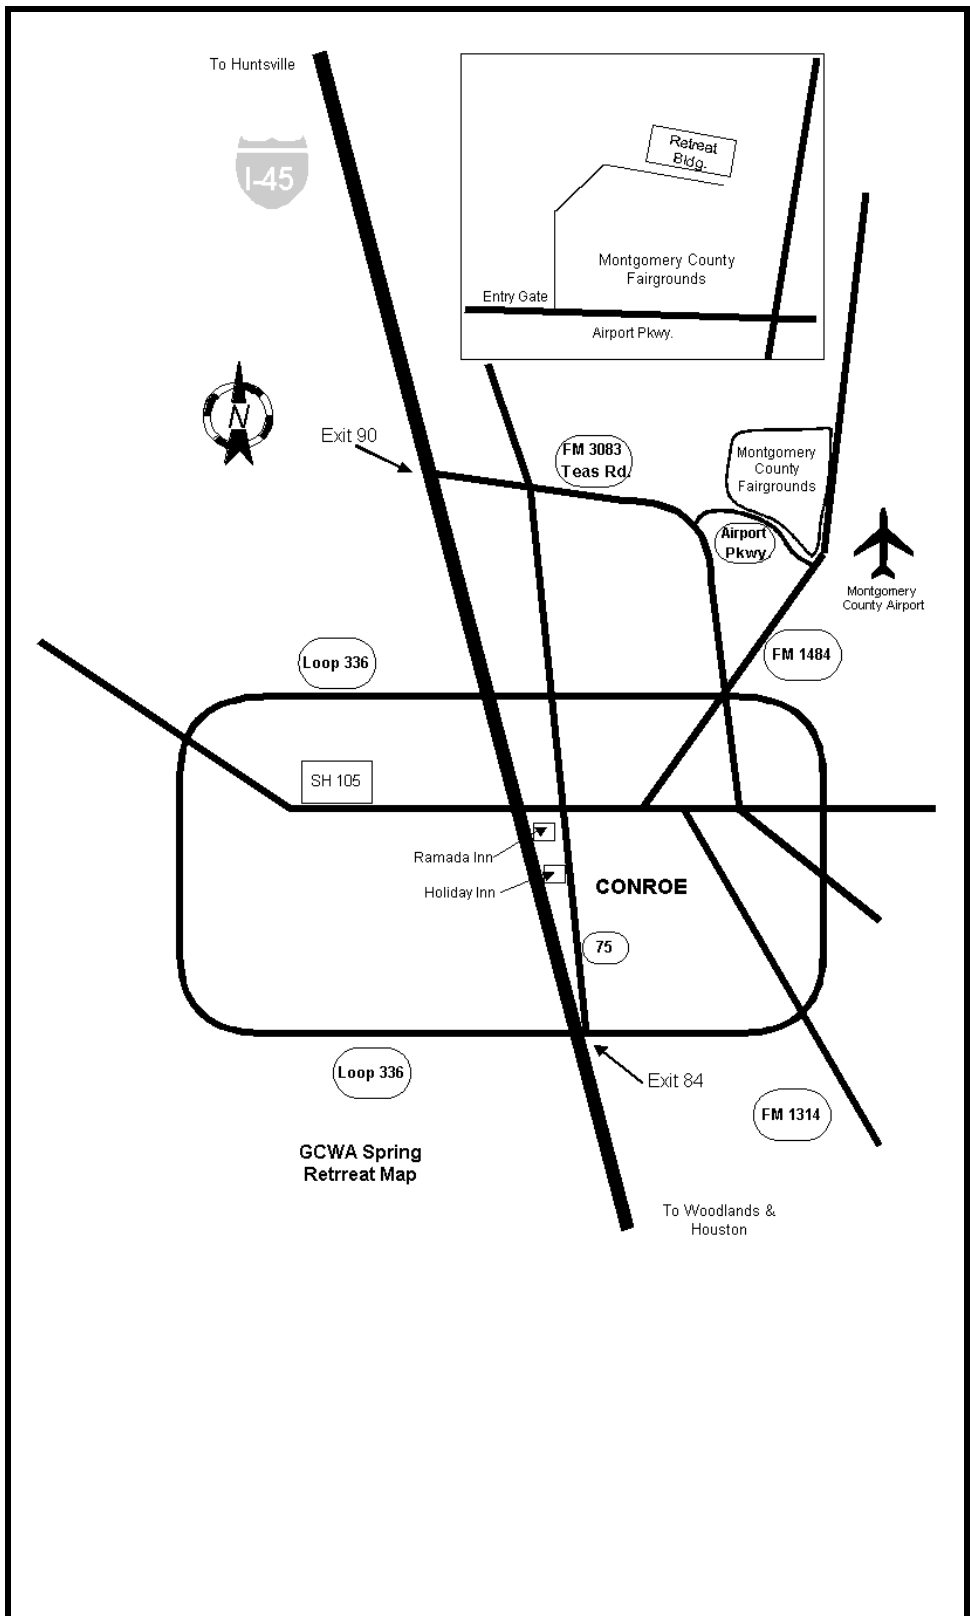 To Huntsville
I-45
Retreat
Bldg.
Montgomery County
Fairgrounds
Entry Gate
Airport Pkwy.
N
Exit 90
FM 3083
Teas Rd.
Montgomery
County
Fairgrounds
Airport
Pkwy.
Montgomery
County Airport
Loop 336
FM 1484
SH 105
Ramada Inn
Holiday Inn
CONROE
75
Loop 336
Exit 84
FM 1314
GCWA Spring
Retrreat Map
To Woodlands &
Houston